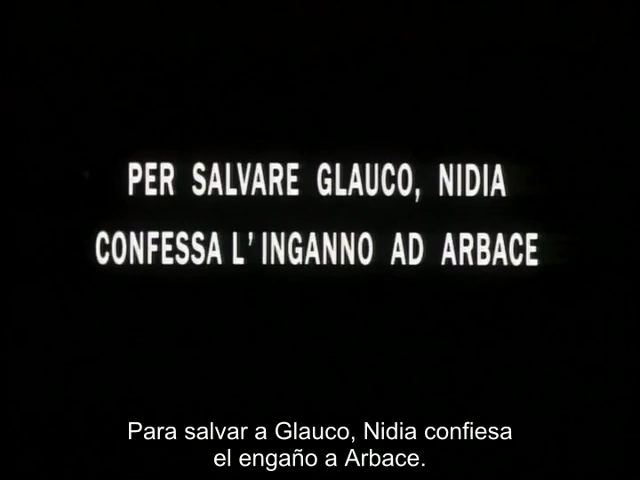 PER SALVARE GLAUCO, NIDIA
CONFESSA L'INGANNO AD ARBACE
Para salvar a Glauco, Nidia confiesa
el engaño a Arbace.